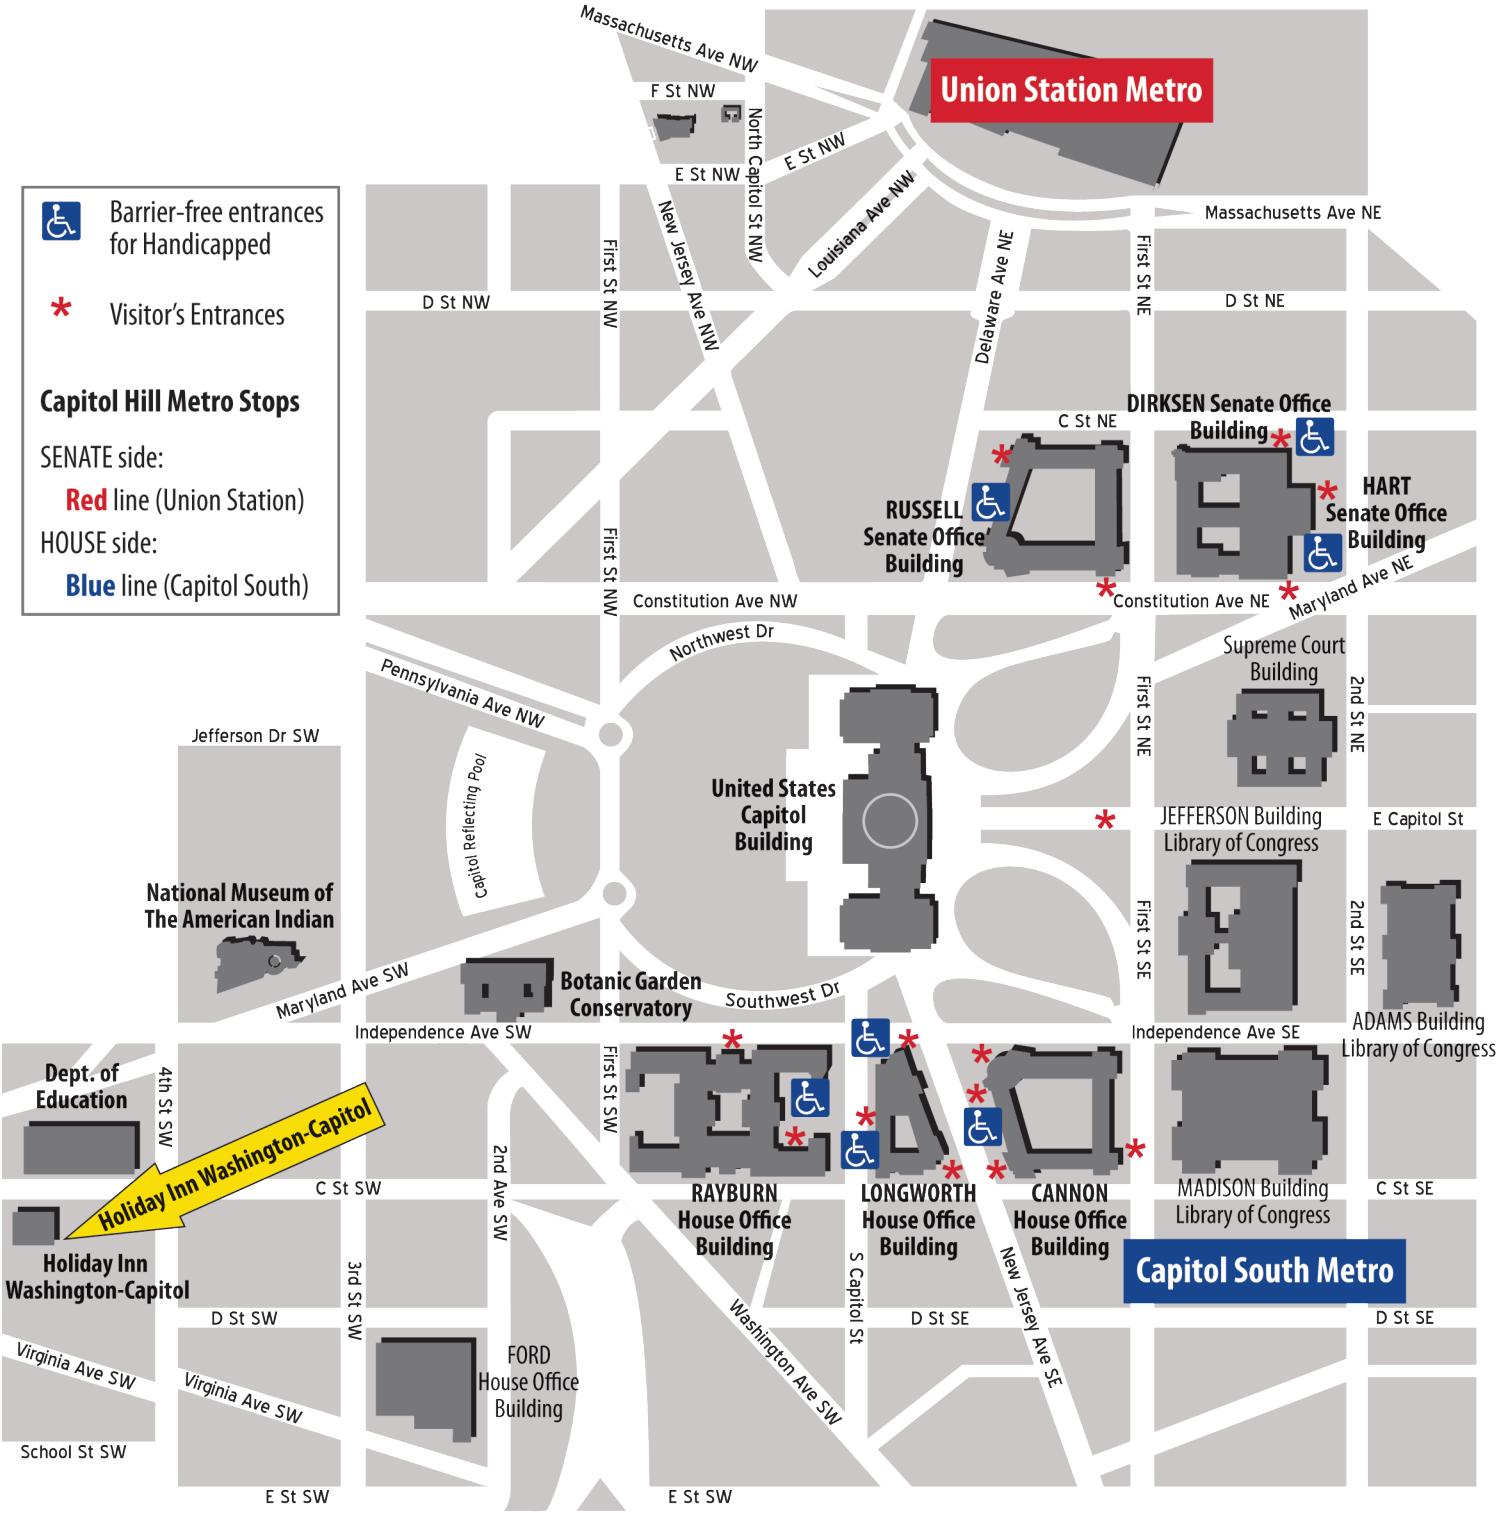 Massachusetts Ave NW
F St NW
North Capitol St NW
E St NW
E St NW
Union Station Metro
Louisiana Ave NW
New Jersey Ave NW
Massachusetts Ave NE
Delaware Ave NE
First St NE
First St NW
D St NW
D St NE
Barrier-free entrances
for Handicapped
* Visitor's Entrances
Capitol Hill Metro Stops
SENATE side:
Red line (Union Station)
HOUSE side:
Blue line (Capitol South)
C St NE
DIRKSEN Senate Office
Building
RUSSELL
Senate Office
Building
HART
Senate Office
Building
First St NW
Constitution Ave NW
Constitution Ave NE
Maryland Ave NE
Northwest Dr
Pennsylvania Ave NW
Supreme Court
Building
First St NE
2nd St NE
Jefferson Dr SW
Capitol Reflecting Pool
United States
Capitol
Building
JEFFERSON Building
Library of Congress
E Capitol St
National Museum of
The American Indian
First St SE
2nd St SE
Maryland Ave SW
Botanic Garden
Conservatory
Southwest Dr
Independence Ave SW
Independence Ave SE
ADAMS Building
Library of Congress
Dept. of
Education
4th St SW
First St SW
Holiday Inn Washington-Capitol
C St SW
2nd Ave SW
RAYBURN
House Office
Building
LONGWORTH
House Office
Building
CANNON
House Office
Building
MADISON Building
Library of Congress
C St SE
Holiday Inn
Washington-Capitol
3rd St SW
S Capitol St
New Jersey Ave SE
Capitol South Metro
D St SW
Washington Ave SW
D St SE
D St SE
Virginia Ave SW
Virginia Ave SW
FORD
House Office
Building
School St SW
E St SW
E St SW